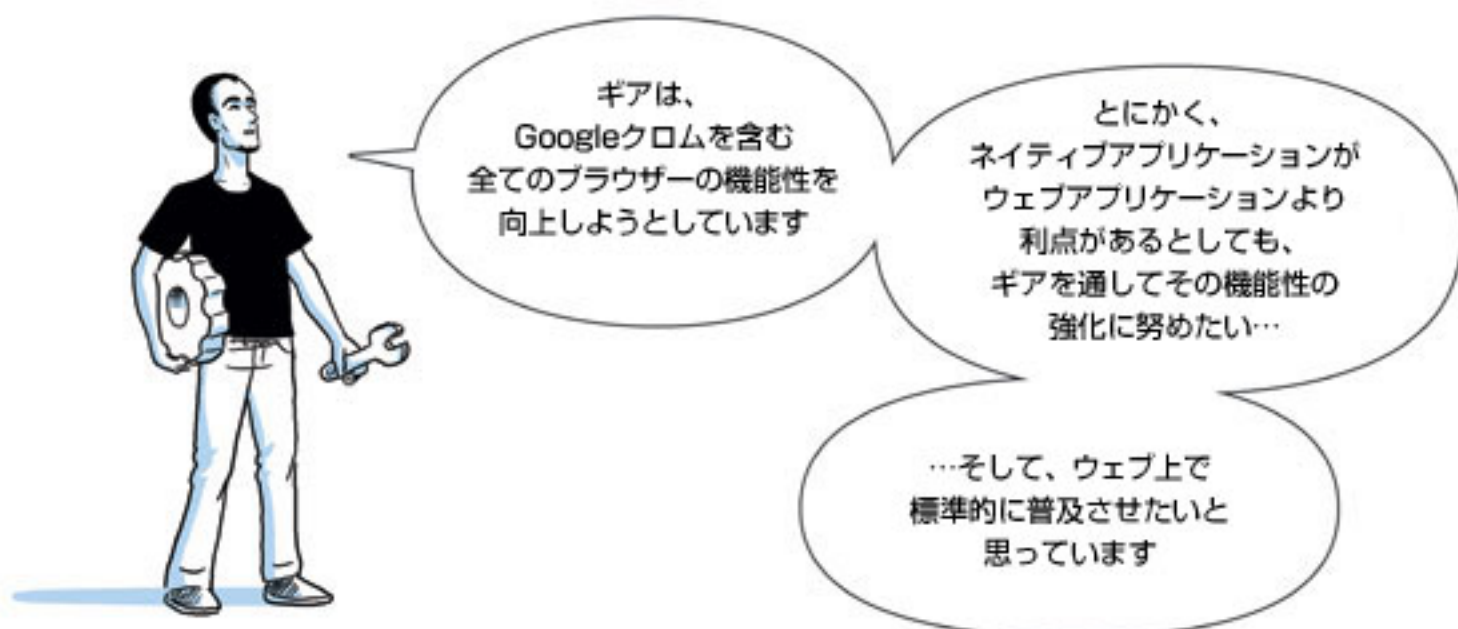 ギアは、
Googleクロムを含む
全てのブラウザーの機能性を
向上しようとしています
とにかく、
ネイティブアプリケーションが
ウェブアプリケーションより
利点があるとしても、
ギアを通してその機能性の
強化に努めたい…
…そして、ウェブ上で
標準的に普及させたいと
思っています